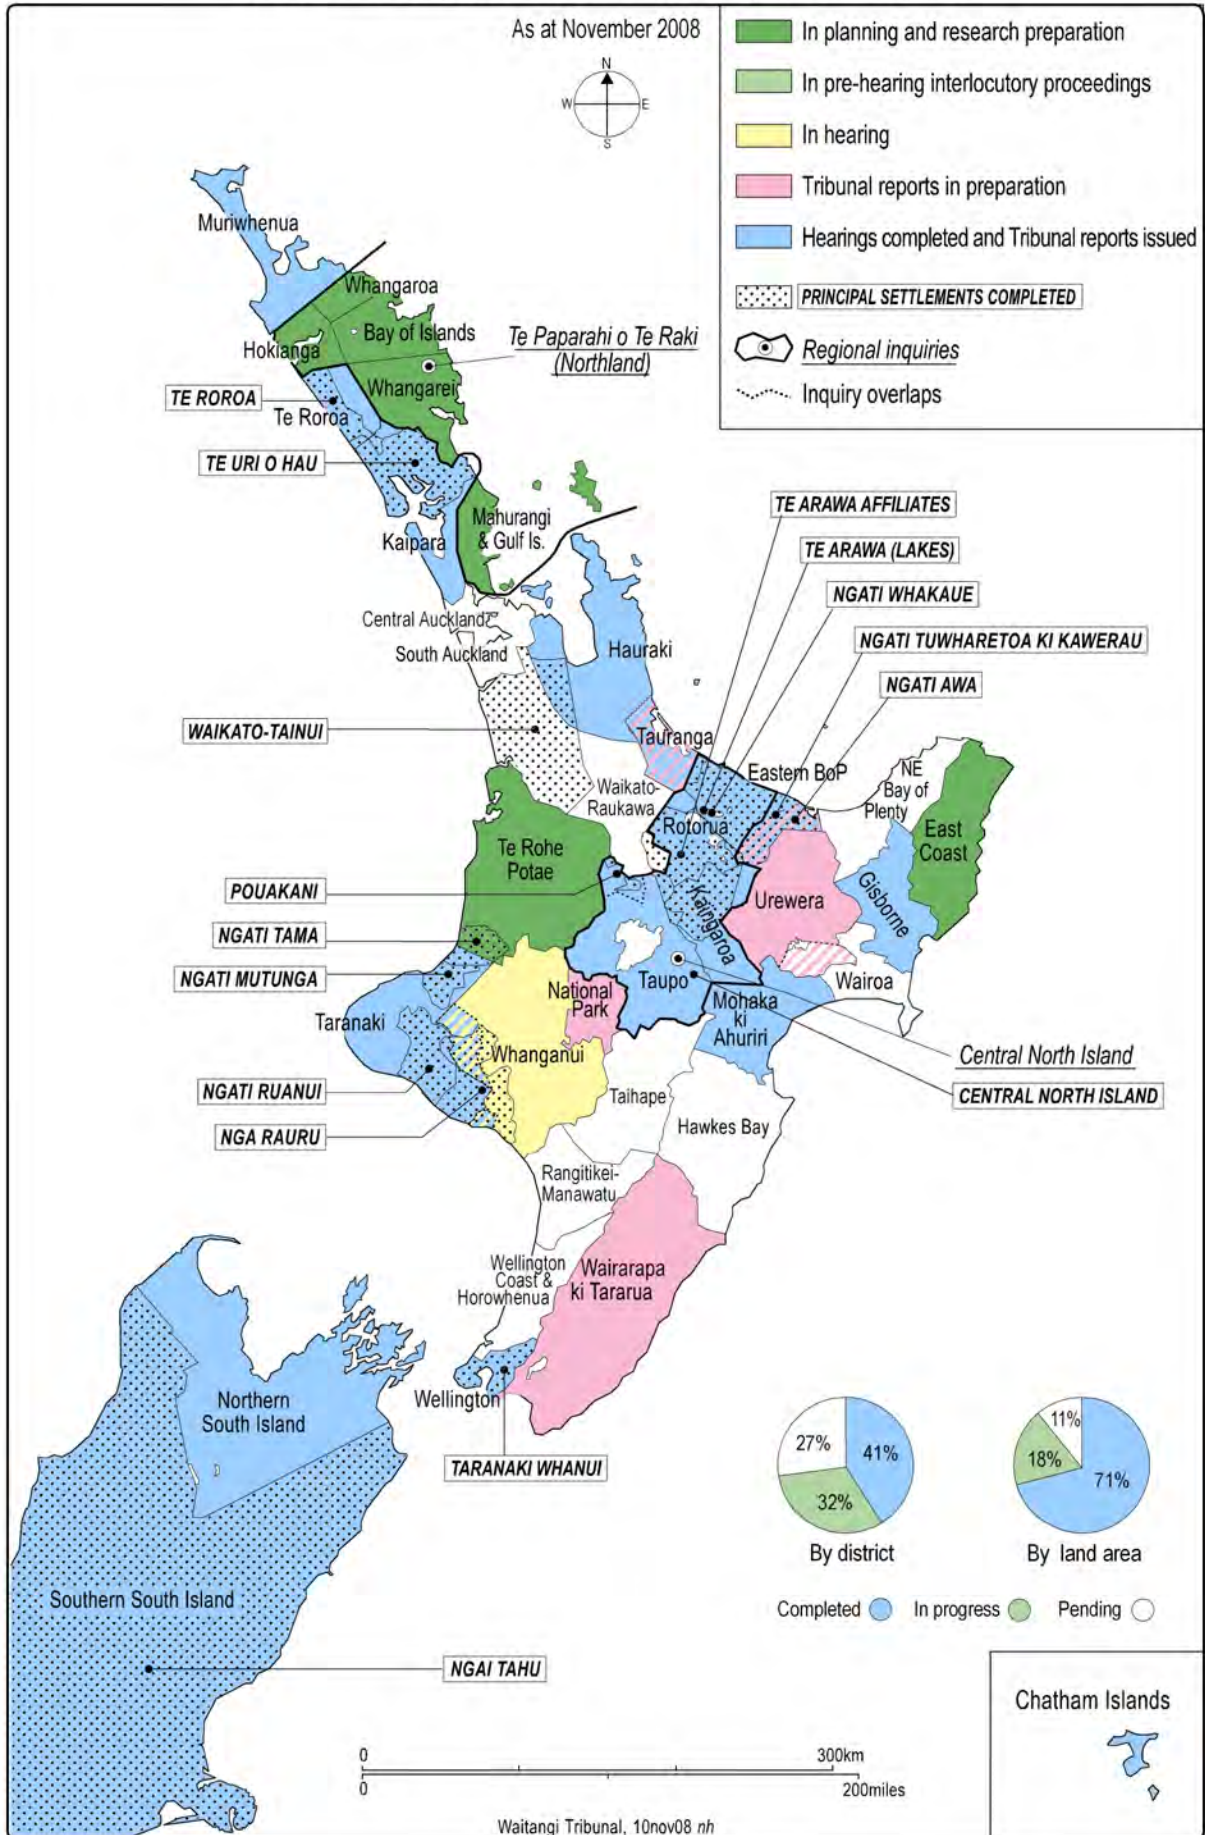 As at November 2008
N
W
E
S
In planning and research preparation
In pre-hearing interlocutory proceedings
In hearing
Tribunal reports in preparation
Hearings completed and Tribunal reports issued
PRINCIPAL SETTLEMENTS COMPLETED
Regional inquiries
Inquiry overlaps
Muriwhenua
Whangaroa
Bay of Islands
Hokianga
Te Paparahi o Te Raki
(Northland)
Whangarei
TE ROROA
Te Roroa
TE URI O HAU
Mahurangi
& Gulf Is.
Kaipara
TE ARAWA AFFILIATES
TE ARAWA (LAKES)
NGATI WHAKAUE
NGATI TUWHARETOA KI KAWERAU
NGATI AWA
Central Auckland
South Auckland
Hauraki
WAIKATO-TAINUI
Tauranga
Eastern BoP
NE
Bay of
Plenty
Waikato-
Raukawa
Rotorua
East
Coast
Te Rohe
Potae
POUAKANI
Kaingaroa
Urewera
Gisborne
NGATI TAMA
NGATI MUTUNGA
National
Park
Taupo
Wairoa
Mohaka
ki
Ahuriri
Taranaki
Whanganui
Central North Island
CENTRAL NORTH ISLAND
NGATI RUANUI
Taihape
NGA RAURU
Hawkes Bay
Rangitikei-
Manawatu
Wellington
Coast &
Horowhenua
Wairarapa
ki Tararua
Wellington
Northern
South Island
TARANAKI WHANUI
27%
41%
32%
By district
11%
18%
71%
By land area
Completed
In progress
Pending
Southern South Island
NGAI TAHU
Chatham Islands
0
300km
0
200miles
Waitangi Tribunal, 10nov08 nh